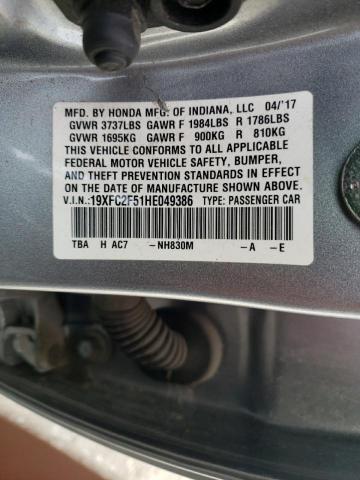 MFD. BY HONDA MFG. OF INDIANA, LLC 04/'17
GVWR 3737LBS GAWR F 1984LBS R 1786LBS
GVWR 1695KG GAWR F 900KG R 810KG
THIS VEHICLE CONFORMS TO ALL APPLICABLE
FEDERAL MOTOR VEHICLE SAFETY, BUMPER,
AND THEFT PREVENTION STANDARDS IN EFFECT
ON THE DATE OF MANUFACTURE SHOWN ABOVE.
V.I.N.:19XFC2F51HE049386 TYPE: PASSENGER CAR
TBA H AC7 -NH830M -A -E